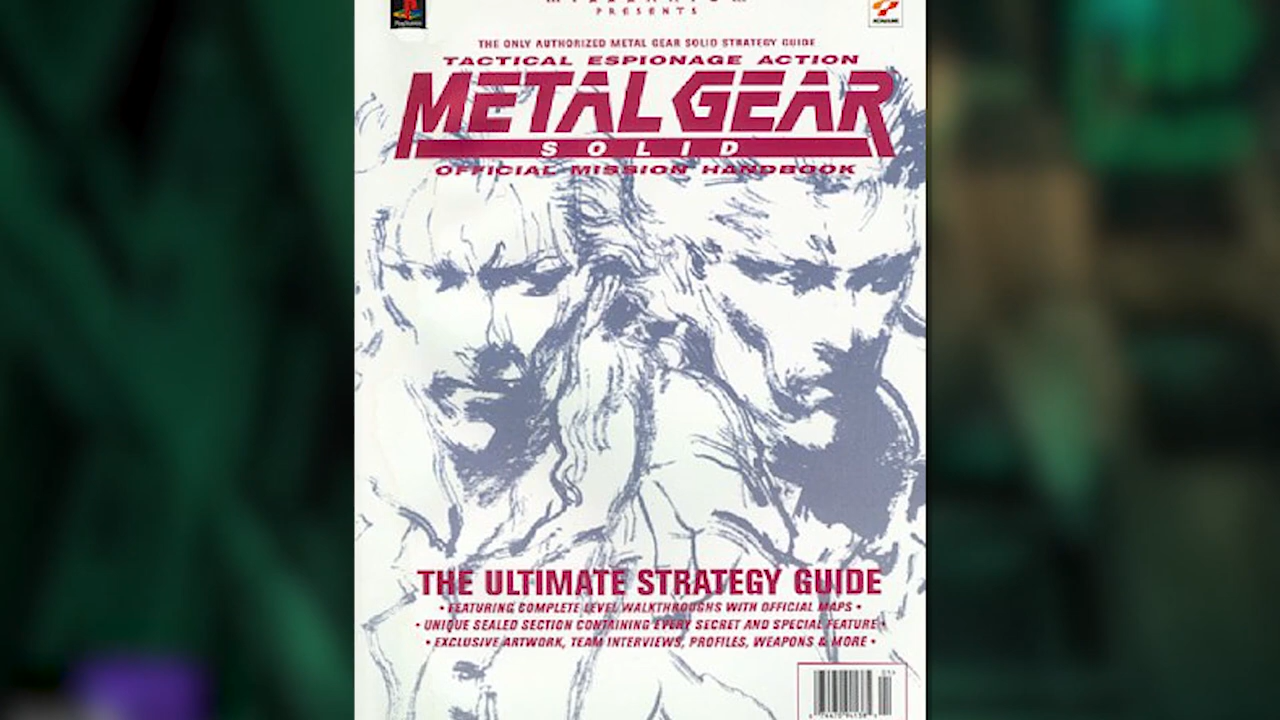 PRESENTS
PlayStation
KONAMI
THE ONLY AUTHORIZED METAL GEAR SOLID STRATEGY GUIDE
TACTICAL ESPIONAGE ACTION
METAL GEAR
SOLID
OFFICIAL MISSION HANDBOOK
THE ULTIMATE STRATEGY GUIDE
• FEATURING COMPLETE LEVEL WALKTHROUGHS WITH OFFICIAL MAPS •
• UNIQUE SEALED SECTION CONTAINING EVERY SECRET AND SPECIAL FEATURE •
• EXCLUSIVE ARTWORK, TEAM INTERVIEWS, PROFILES, WEAPONS & MORE •